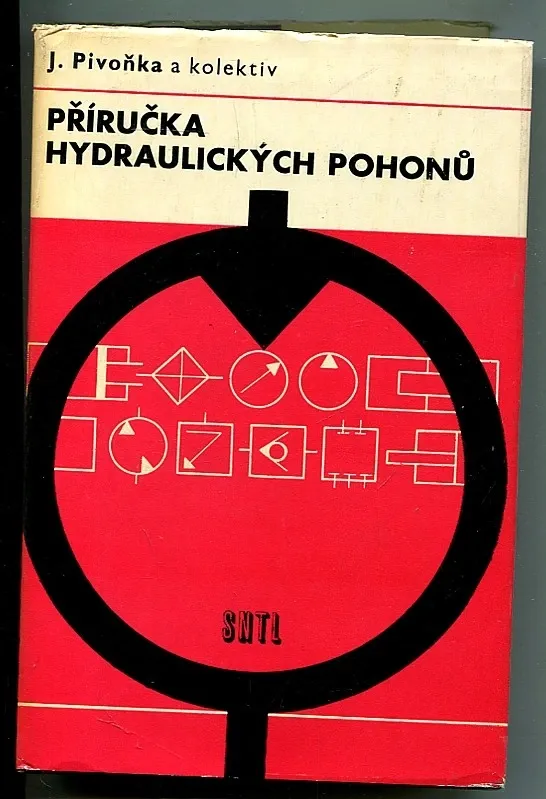 J. Pivoňka a kolektiv
PŘÍRUČKA
HYDRAULICKÝCH POHONŮ
SNTL